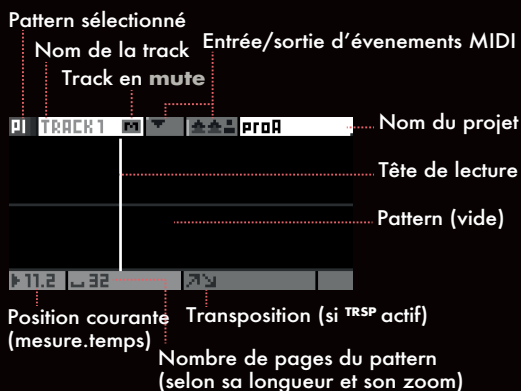 Pattern sélectionné
Nom de la track
Entrée/sortie d'évenements MIDI
Track en mute
P1 TRACK 1 M proA
Nom du projet
Tête de lecture
Pattern (vide)
11.2 32
Position courante
(mesure.temps)
Transposition (si TRSP actif)
Nombre de pages du pattern
(selon sa longueur et son zoom)